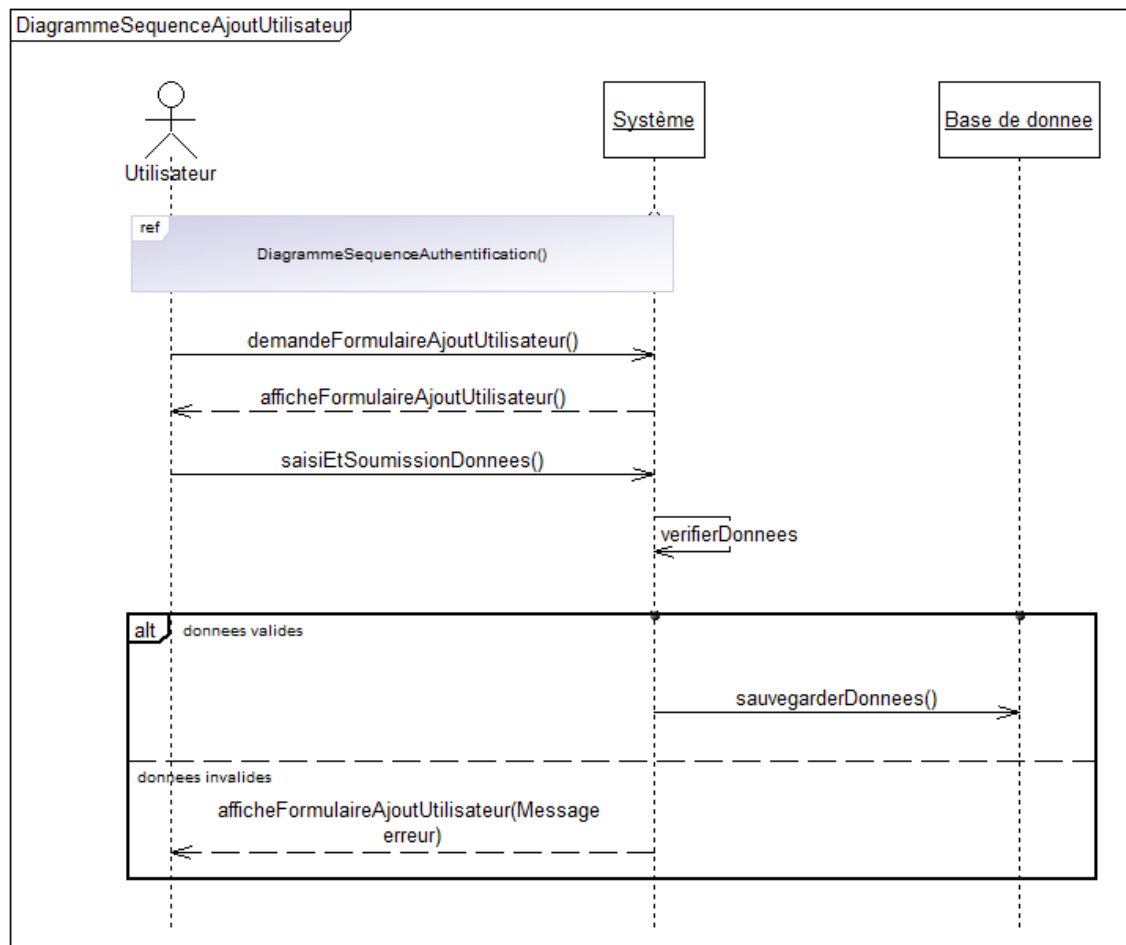 DiagrammeSequenceAjoutUtilisateur
Utilisateur
Système
Base de donnee
ref
DiagrammeSequenceAuthentification()
demandeFormulaireAjoutUtilisateur()
afficheFormulaireAjoutUtilisateur()
saisiEtSoumissionDonnees()
verifierDonnees
alt
donnees valides
sauvegarderDonnees()
donnees invalides
afficheFormulaireAjoutUtilisateur(Message
erreur)